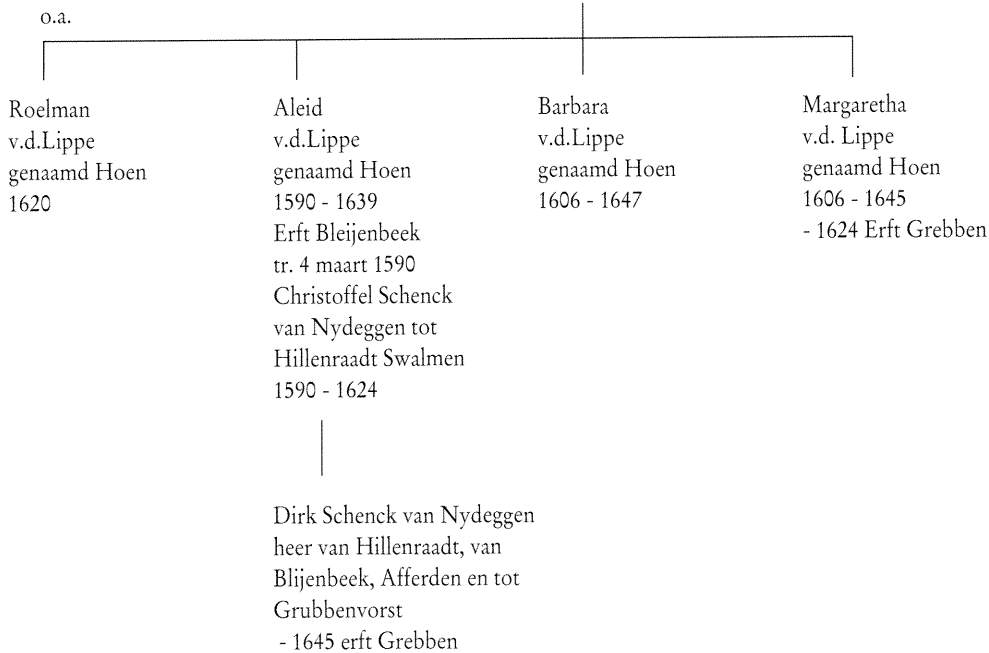 o.a.
Roelman
v.d.Lippe
genaamd Hoen
1620
Aleid
v.d.Lippe
genaamd Hoen
1590 - 1639
Erft Bleijenbeek
tr. 4 maart 1590
Christoffel Schenck
van Nydeggen tot
Hillenraadt Swalmen
1590 - 1624
Barbara
v.d.Lippe
genaamd Hoen
1606 - 1647
Margaretha
v.d. Lippe
genaamd Hoen
1606 - 1645
- 1624 Erft Grebben
Dirk Schenck van Nydeggen
heer van Hillenraadt, van
Blijenbeek, Afferden en tot
Grubbenvorst
- 1645 erft Grebben